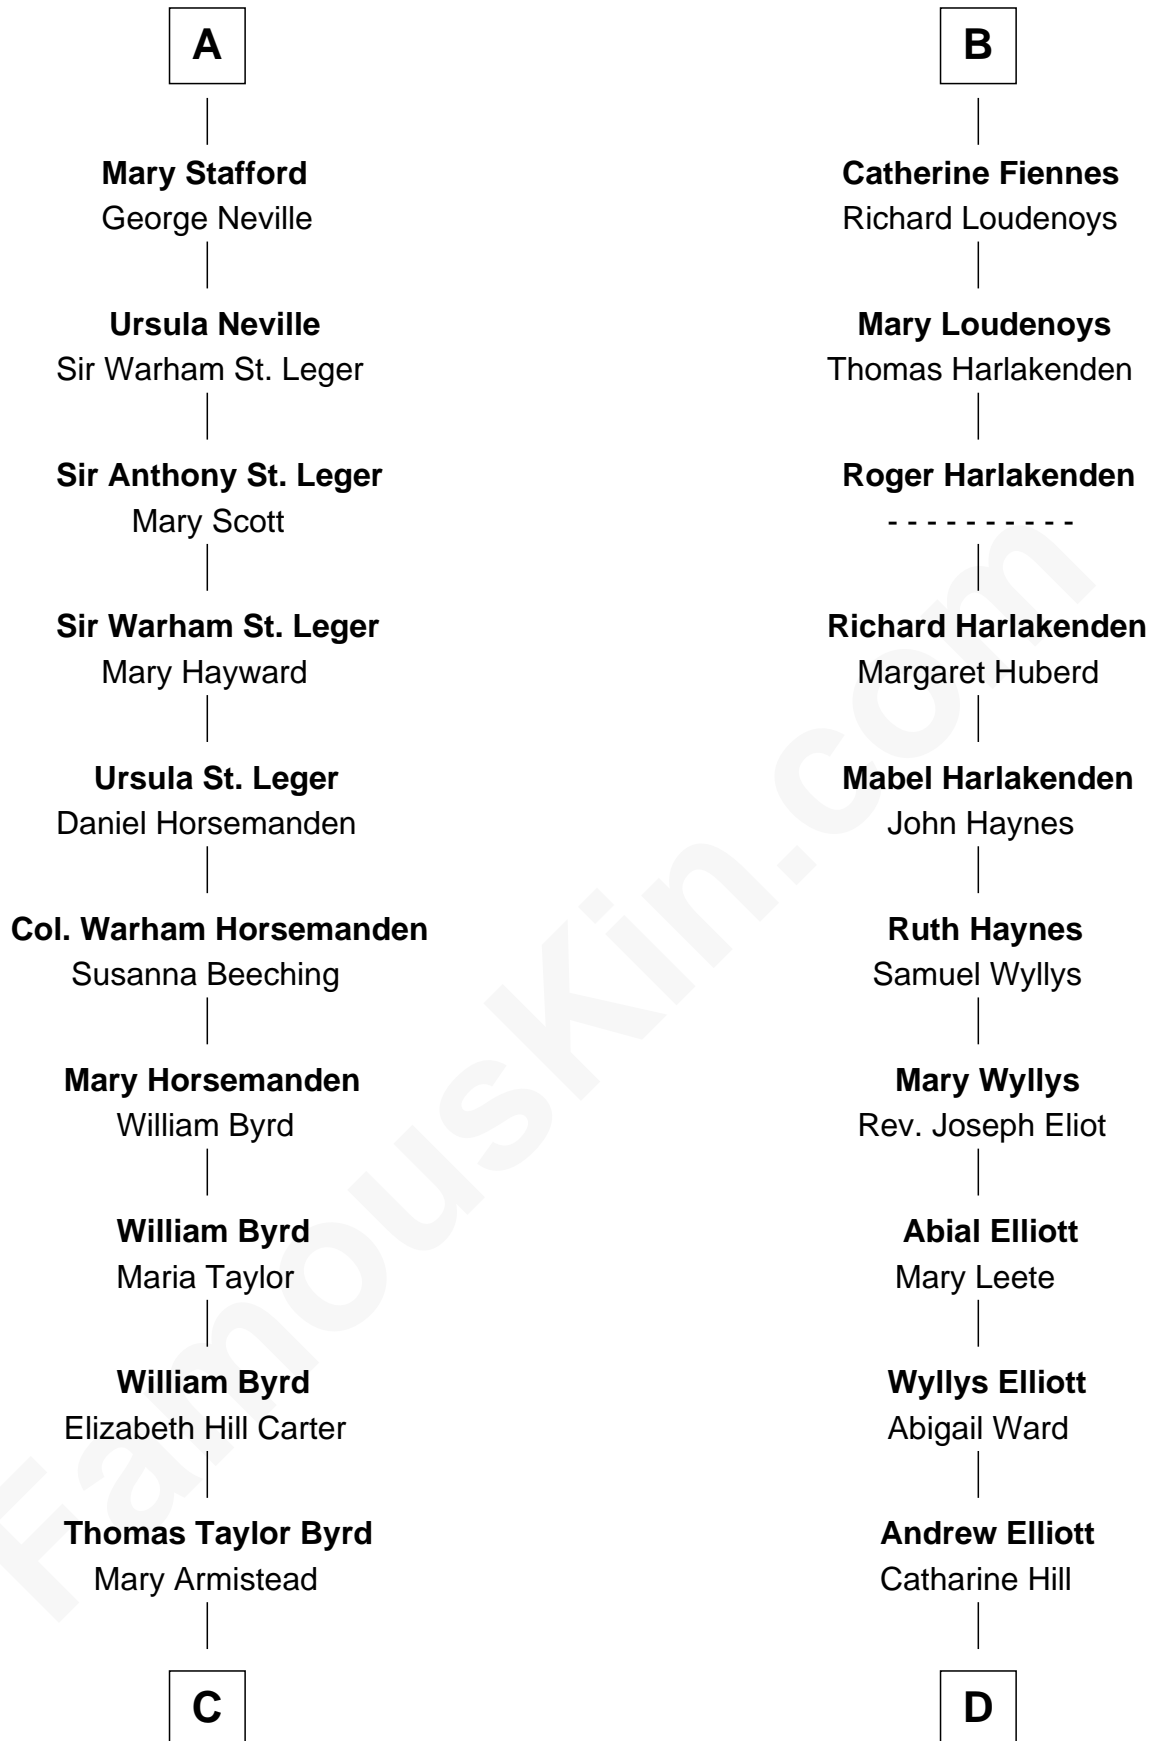 A
Mary Stafford
George Neville
Ursula Neville
Sir Warham St. Leger
Sir Anthony St. Leger
Mary Scott
Sir Warham St. Leger
Mary Hayward
Ursula St. Leger
Daniel Horsemanden
Col. Warham Horsemanden
Susanna Beeching
Mary Horsemanden
William Byrd
William Byrd
Maria Taylor
William Byrd
Elizabeth Hill Carter
Thomas Taylor Byrd
Mary Armistead
C
B
Catherine Fiennes
Richard Loudenoys
Mary Loudenoys
Thomas Harlakenden
Roger Harlakenden
- - - - - - - - - -
Richard Harlakenden
Margaret Huberd
Mabel Harlakenden
John Haynes
Ruth Haynes
Samuel Wyllys
Mary Wyllys
Rev. Joseph Eliot
Abial Elliott
Mary Leete
Wyllys Elliott
Abigail Ward
Andrew Elliott
Catharine Hill
D
FamousKin.com